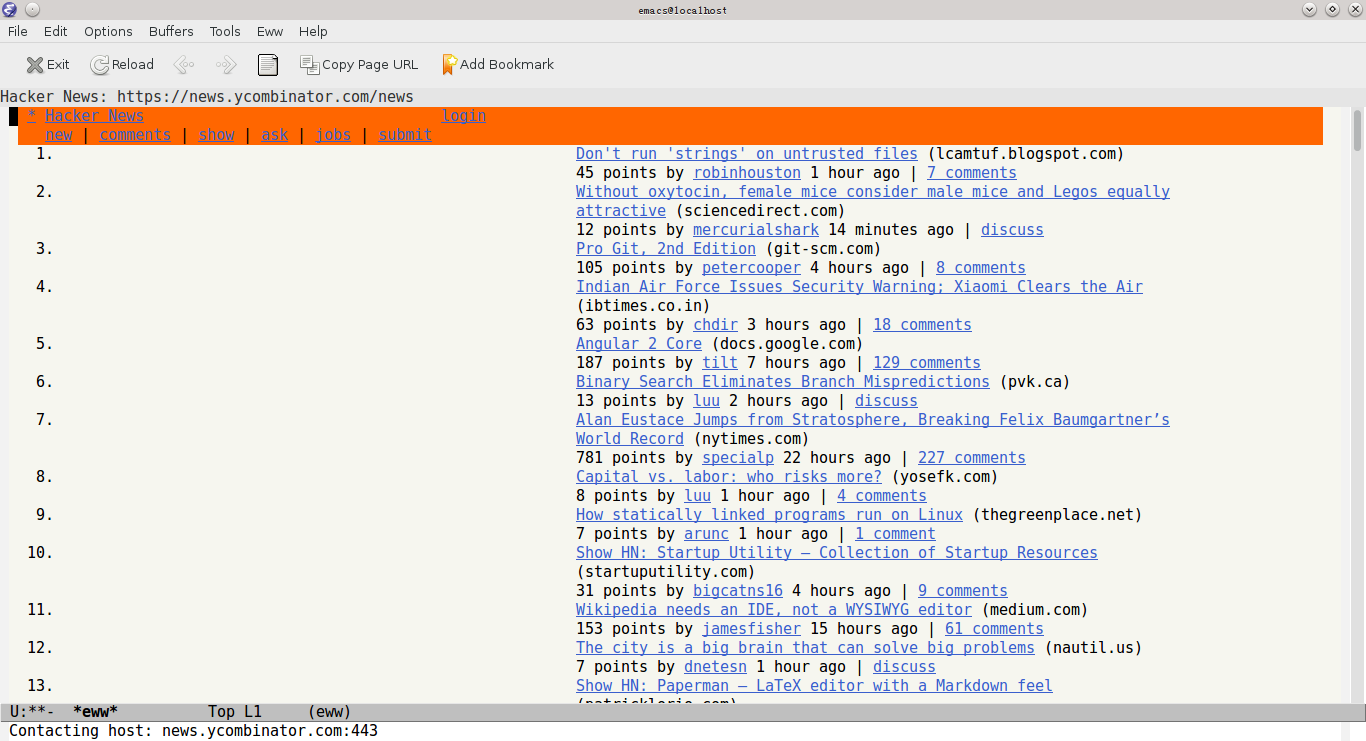 emacs@localhost
File Edit Options Buffers Tools Eww Help
Exit Reload Copy Page URL Add Bookmark
Hacker News: https://news.ycombinator.com/news
* Hacker News login
new | comments | show | ask | jobs | submit
1. Don't run 'strings' on untrusted files (lcamtuf.blogspot.com)
45 points by robinhouston 1 hour ago | 7 comments
2. Without oxytocin, female mice consider male mice and Legos equally
attractive (sciencedirect.com)
12 points by mercurialshark 14 minutes ago | discuss
3. Pro Git, 2nd Edition (git-scm.com)
105 points by petercooper 4 hours ago | 8 comments
4. Indian Air Force Issues Security Warning; Xiaomi Clears the Air
(ibtimes.co.in)
63 points by chdir 3 hours ago | 18 comments
5. Angular 2 Core (docs.google.com)
187 points by tilt 7 hours ago | 129 comments
6. Binary Search Eliminates Branch Mispredictions (pvk.ca)
13 points by luu 2 hours ago | discuss
7. Alan Eustace Jumps from Stratosphere, Breaking Felix Baumgartner’s
World Record (nytimes.com)
781 points by specialp 22 hours ago | 227 comments
8. Capital vs. labor: who risks more? (yosefk.com)
8 points by luu 1 hour ago | 4 comments
9. How statically linked programs run on Linux (thegreenplace.net)
7 points by arunc 1 hour ago | 1 comment
10. Show HN: Startup Utility – Collection of Startup Resources
(startuputility.com)
31 points by bigcatns16 4 hours ago | 9 comments
11. Wikipedia needs an IDE, not a WYSIWYG editor (medium.com)
153 points by jamesfisher 15 hours ago | 61 comments
12. The city is a big brain that can solve big problems (nautil.us)
7 points by dnetesn 1 hour ago | discuss
13. Show HN: Paperman – LaTeX editor with a Markdown feel
U:**- *eww* Top L1 (eww)
Contacting host: news.ycombinator.com:443